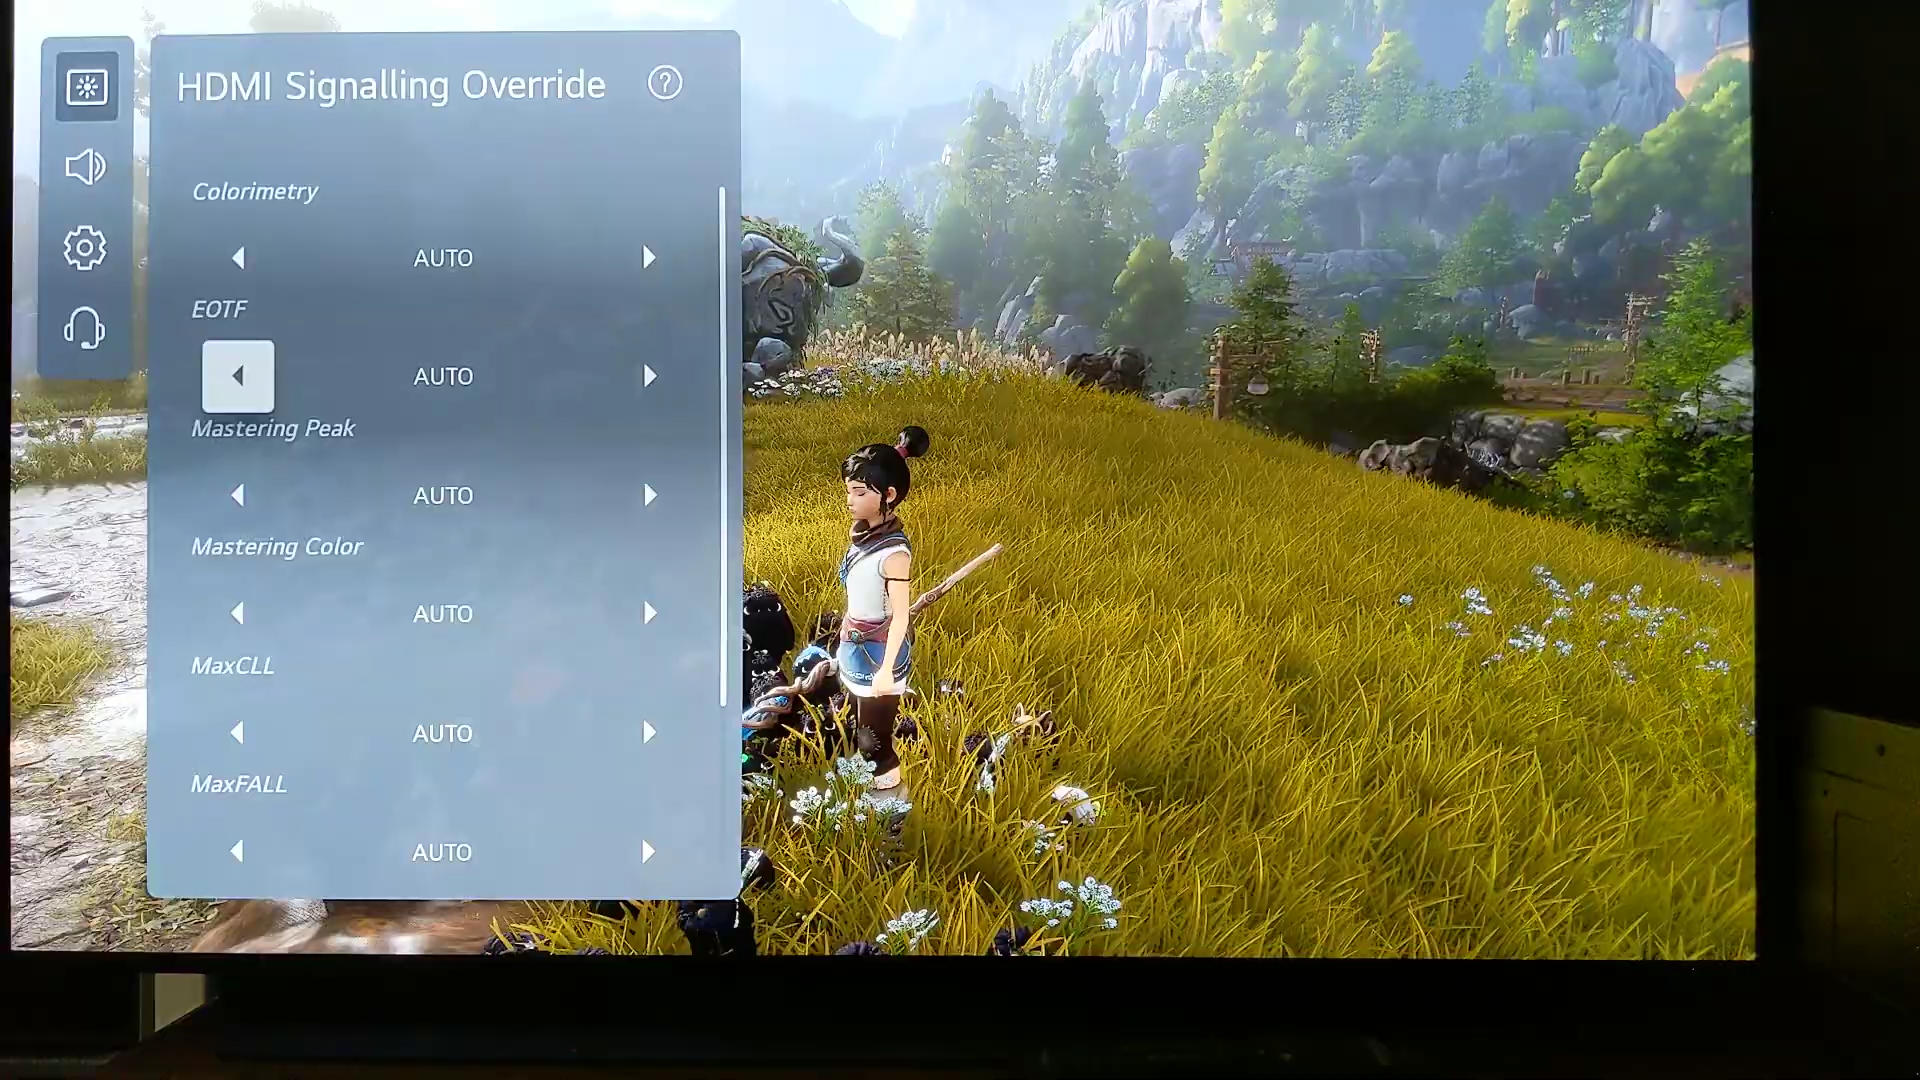 HDMI Signalling Override ?
Colorimetry
AUTO
EOTF
AUTO
Mastering Peak
AUTO
Mastering Color
AUTO
MaxCLL
AUTO
MaxFALL
AUTO